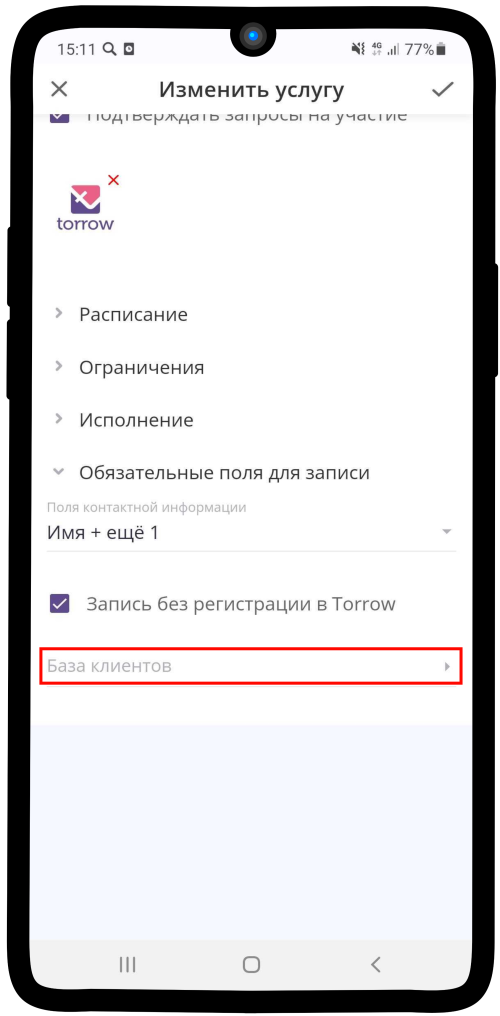 15:11
4G
77%
Изменить услугу
Подтверждать запросы на участие
torrow
Расписание
Ограничения
Исполнение
Обязательные поля для записи
Поля контактной информации
Имя + ещё 1
Запись без регистрации в Torrow
База клиентов